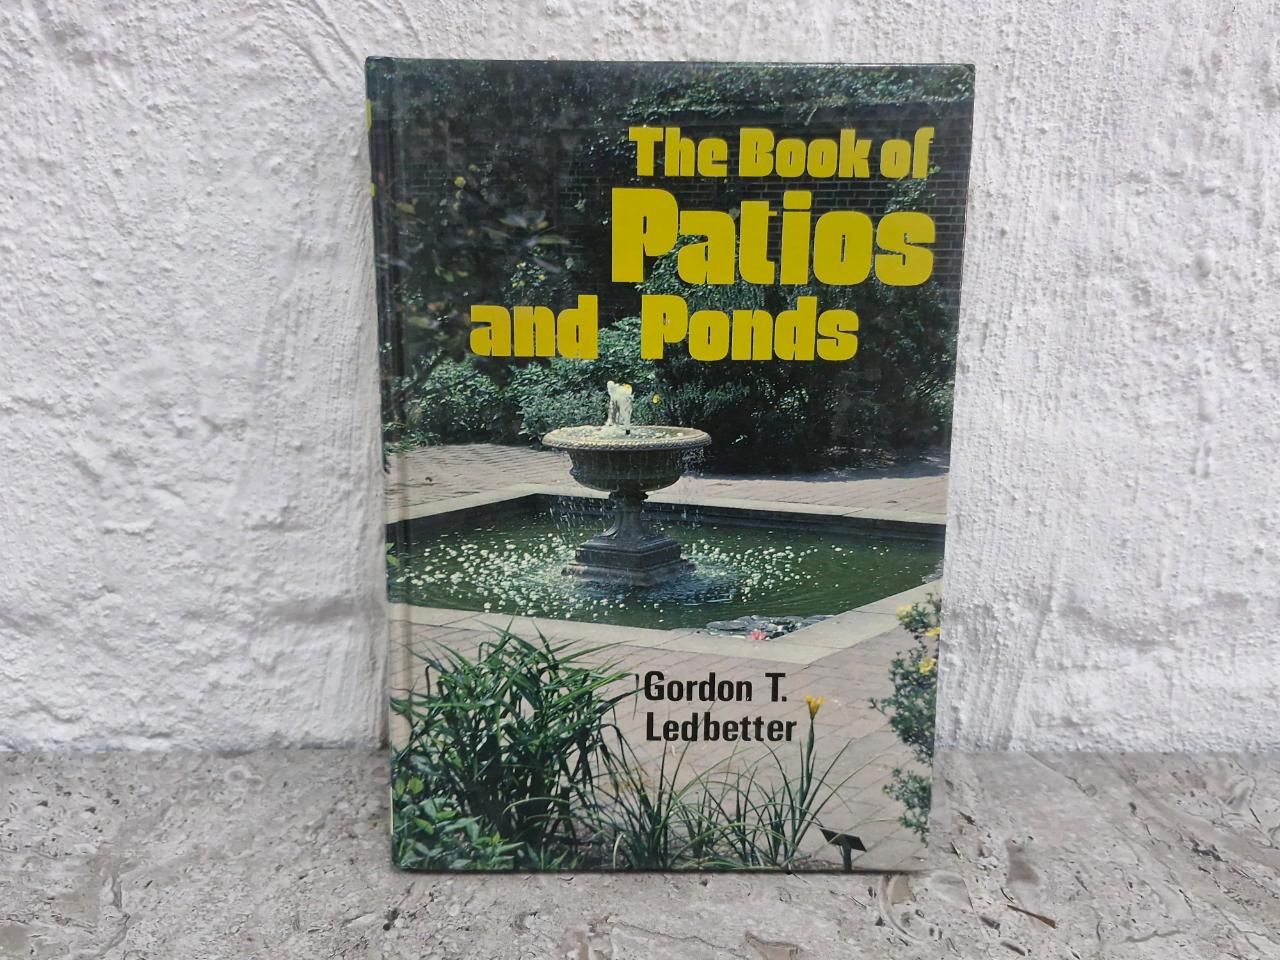 The Book of
Patios
and Ponds
Gordon T.
Ledbetter